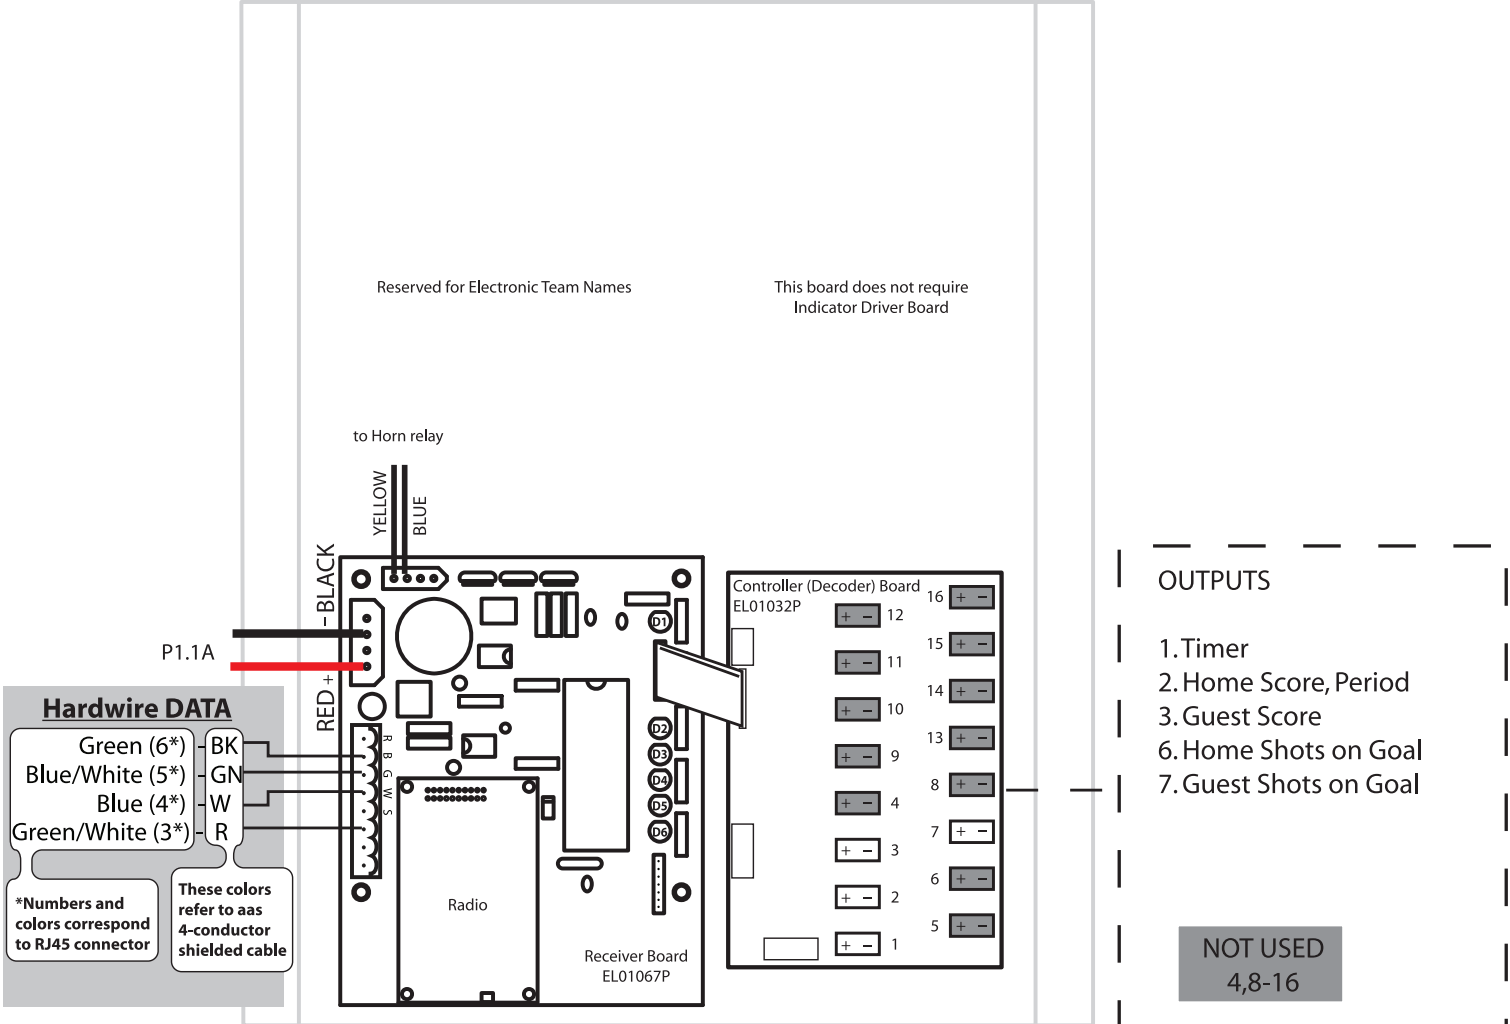 Reserved for Electronic Team Names
This board does not require
Indicator Driver Board
to Horn relay
YELLOW
BLUE
- BLACK
RED +
P1.1A
Hardwire DATA
Green (6*) - BK
Blue/White (5*) - GN
Blue (4*) - W
Green/White (3*) - R
*Numbers and
colors correspond
to RJ45 connector
These colors
refer to aas
4-conductor
shielded cable
R
B
G
W
S
D1
D2
D3
D4
D5
D6
Radio
Receiver Board
EL01067P
Controller (Decoder) Board
EL01032P
+ - 12
+ - 11
+ - 10
+ - 9
+ - 4
+ - 3
+ - 2
+ - 1
16 + -
15 + -
14 + -
13 + -
8 + -
7 + -
6 + -
5 + -
OUTPUTS
1. Timer
2. Home Score, Period
3. Guest Score
6. Home Shots on Goal
7. Guest Shots on Goal
NOT USED
4,8-16